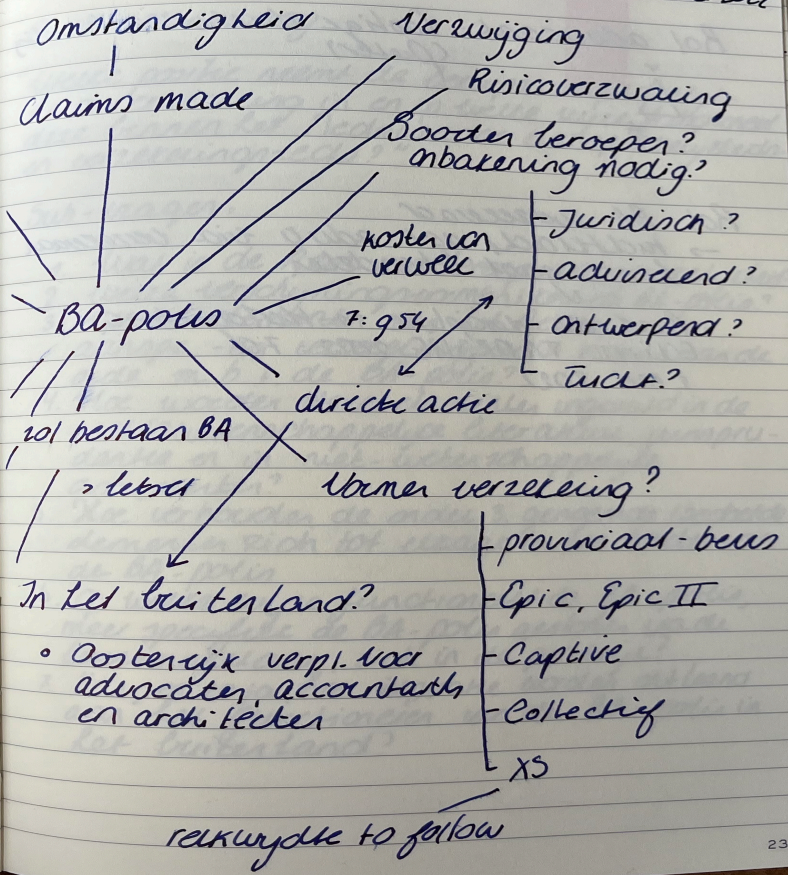 Omstandigheid
Verzwijging
Claims made
Risicoverzwaring
Soorten beroepen?
afbakening nodig?
Juridisch?
adviserend?
ontwerpend?
Tucht?
kosten van
verweer
BA-polis
7:954
directe actie
rol bestaan BA
> letsel
Vormen verzekering?
provinciaal-beurs
Epic, Epic II
Captive
Collectief
XS
In het buitenland?
• Oostenrijk verpl. voor
advocaten, accountants
en architecten
reikwijdte to follow
23